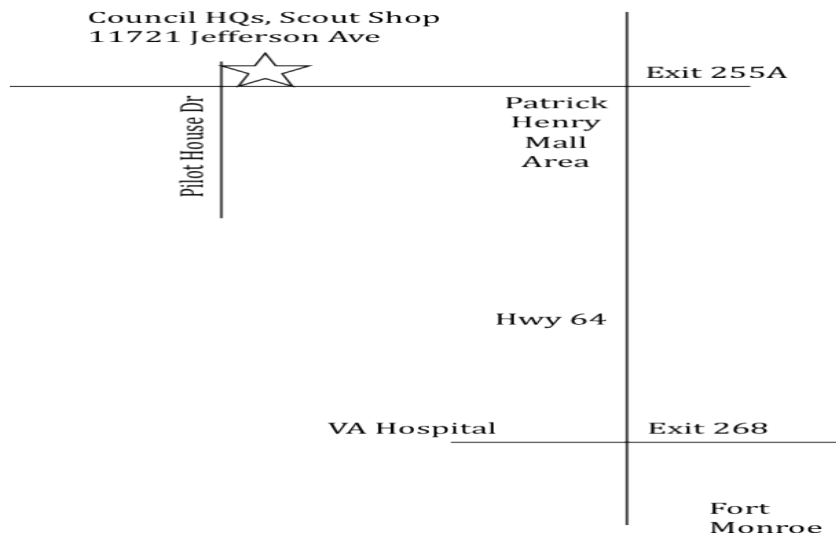 Council HQs, Scout Shop
11721 Jefferson Ave
Exit 255A
Pilot House Dr
Patrick
Henry
Mall
Area
Hwy 64
VA Hospital
Exit 268
Fort
Monroe